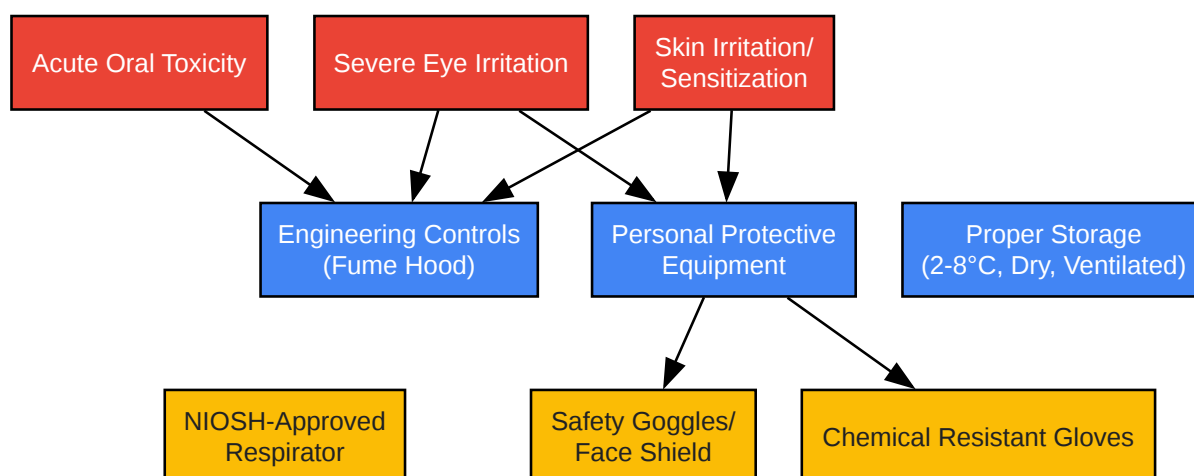 Acute Oral Toxicity
Severe Eye Irritation
Skin Irritation/
Sensitization
Engineering Controls
(Fume Hood)
Personal Protective
Equipment
Proper Storage
(2-8°C, Dry, Ventilated)
NIOSH-Approved
Respirator
Safety Goggles/
Face Shield
Chemical Resistant Gloves